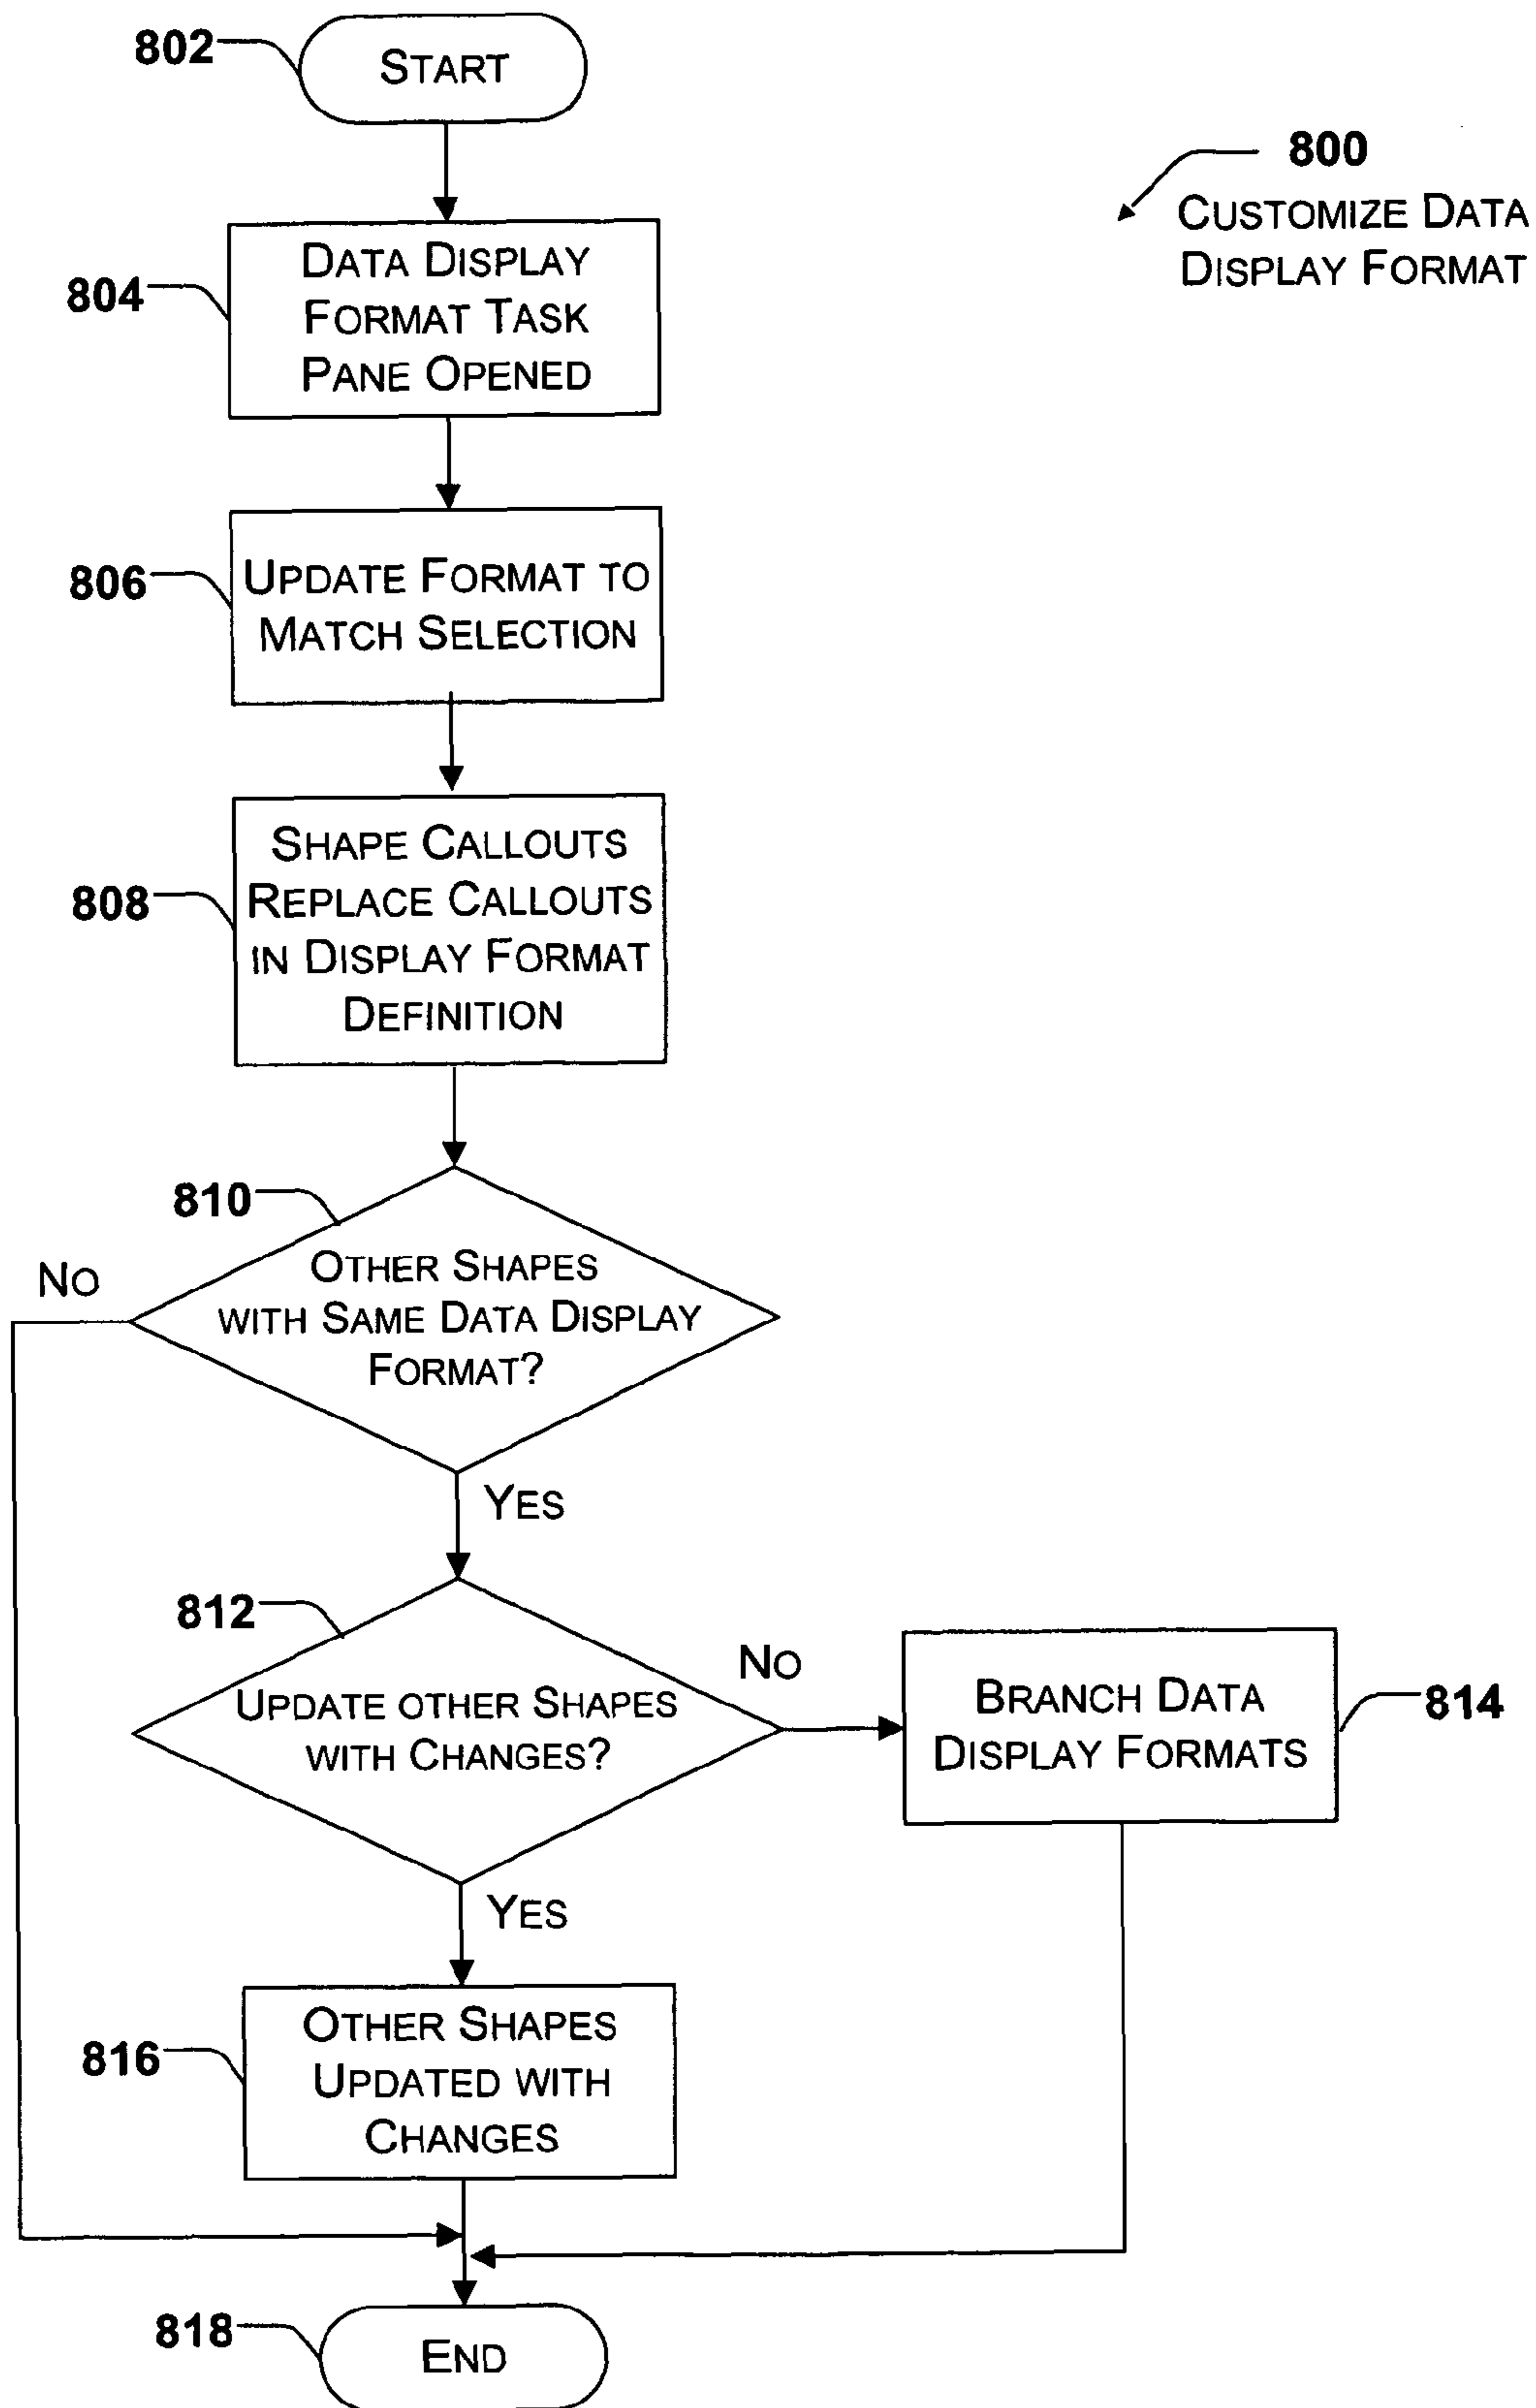 802
START
800
CUSTOMIZE DATA
DISPLAY FORMAT
804
DATA DISPLAY
FORMAT TASK
PANE OPENED
806
UPDATE FORMAT TO
MATCH SELECTION
808
SHAPE CALLOUTS
REPLACE CALLOUTS
IN DISPLAY FORMAT
DEFINITION
810
NO
OTHER SHAPES
WITH SAME DATA DISPLAY
FORMAT?
YES
812
NO
UPDATE OTHER SHAPES
WITH CHANGES?
BRANCH DATA
DISPLAY FORMATS
814
YES
816
OTHER SHAPES
UPDATED WITH
CHANGES
818
END